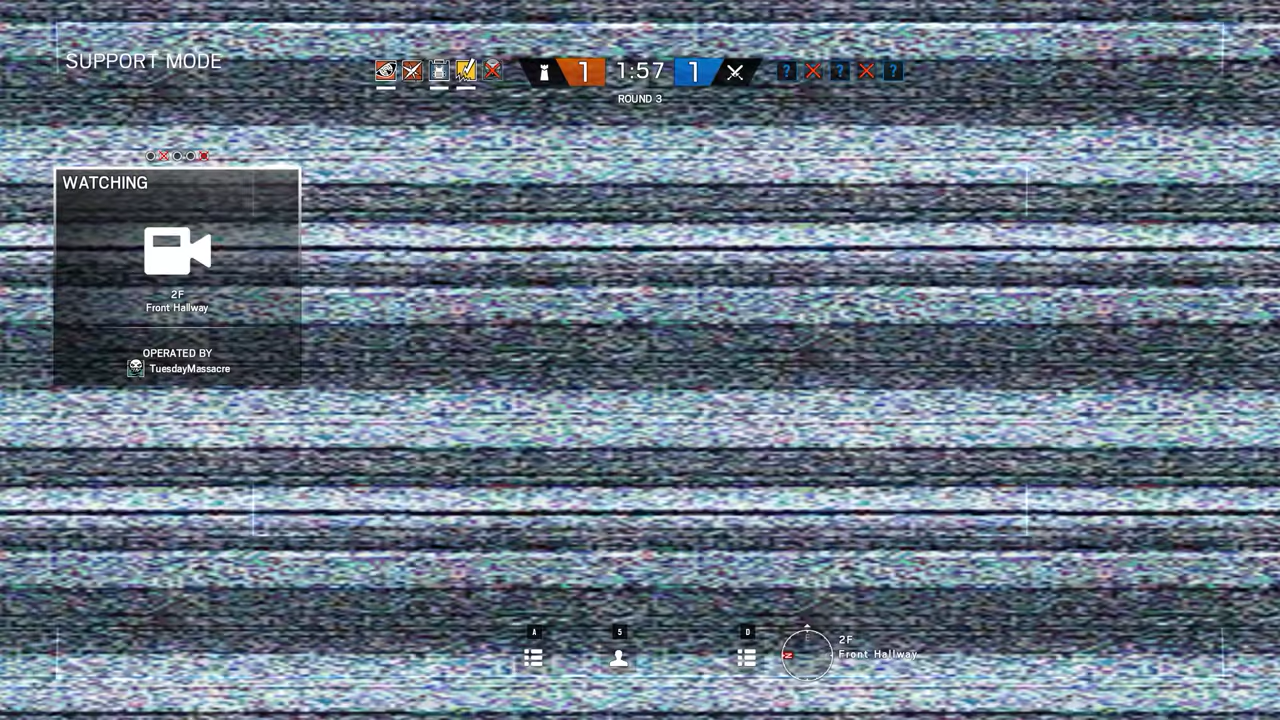 SUPPORT MODE
1 1:57 1
? ? ?
ROUND 3
WATCHING
2F
Front Hallway
OPERATED BY
TuesdayMassacre
A 5 D
E
N
2F
Front Hallway